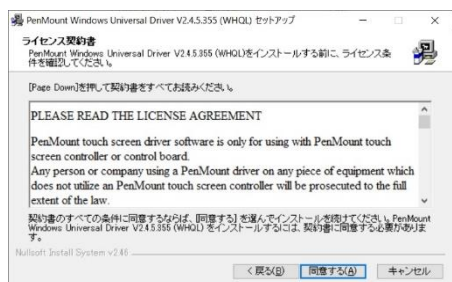 PenMount Windows Universal Driver V2.4.5.355 (WHQL) セットアップ
ライセンス契約書
PenMount Windows Universal Driver V2.4.5.355 (WHQL)をインストールする前に、ライセンス条
件を確認してください。
[Page Down]を押して契約書をすべてお読みください。
PLEASE READ THE LICENSE AGREEMENT
PenMount touch screen driver software is only for using with PenMount touch
screen controller or control board.
Any person or company using a PenMount driver on any piece of equipment which
does not utilize an PenMount touch screen controller will be prosecuted to the full
extent of the law.
契約書のすべての条件に同意するならば、[同意する] を選んでインストールを続けてください。PenMount
Windows Universal Driver V2.4.5.355 (WHQL) をインストールするには、契約書に同意する必要がありま
す。
Nullsoft Install System v2.46
< 戻る(B)
同意する(A)
キャンセル